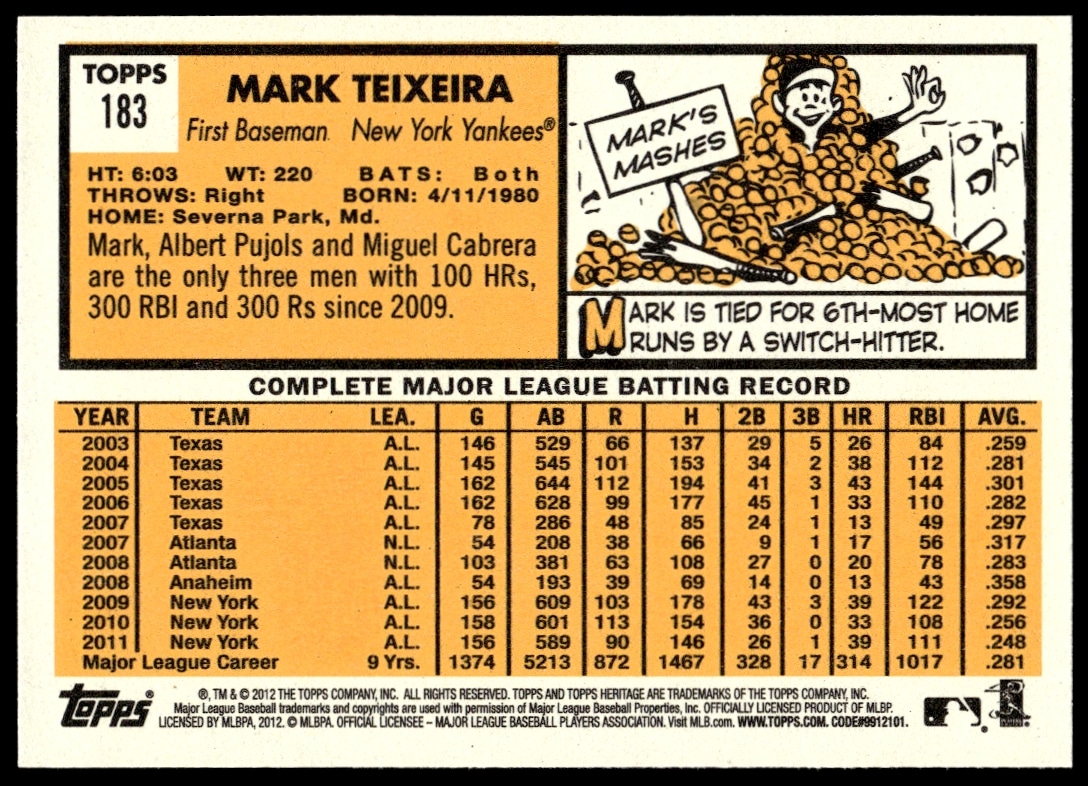 TOPPS
183
MARK TEIXEIRA
First Baseman New York Yankees®
HT: 6:03 WT: 220 BATS: Both
THROWS: Right BORN: 4/11/1980
HOME: Severna Park, Md.
Mark, Albert Pujols and Miguel Cabrera
are the only three men with 100 HRs,
300 RBI and 300 Rs since 2009.
MARK'S
MASHES
MARK IS TIED FOR 6TH-MOST HOME
RUNS BY A SWITCH-HITTER.
COMPLETE MAJOR LEAGUE BATTING RECORD
YEAR TEAM LEA. G AB R H 2B 3B HR RBI AVG.
2003 Texas A.L. 146 529 66 137 29 5 26 84 .259
2004 Texas A.L. 145 545 101 153 34 2 38 112 .281
2005 Texas A.L. 162 644 112 194 41 3 43 144 .301
2006 Texas A.L. 162 628 99 177 45 1 33 110 .282
2007 Texas A.L. 78 286 48 85 24 1 13 49 .297
2007 Atlanta N.L. 54 208 38 66 9 1 17 56 .317
2008 Atlanta N.L. 103 381 63 108 27 0 20 78 .283
2008 Anaheim A.L. 54 193 39 69 14 0 13 43 .358
2009 New York A.L. 156 609 103 178 43 3 39 122 .292
2010 New York A.L. 158 601 113 154 36 0 33 108 .256
2011 New York A.L. 156 589 90 146 26 1 39 111 .248
Major League Career 9 Yrs. 1374 5213 872 1467 328 17 314 1017 .281
topps®
®, TM & © 2012 THE TOPPS COMPANY, INC. ALL RIGHTS RESERVED. TOPPS AND TOPPS HERITAGE ARE TRADEMARKS OF THE TOPPS COMPANY, INC.
Major League Baseball trademarks and copyrights are used with permission of Major League Baseball Properties, Inc. OFFICIALLY LICENSED PRODUCT OF MLBP.
LICENSED BY MLBPA, 2012. © MLBPA. OFFICIAL LICENSEE – MAJOR LEAGUE BASEBALL PLAYERS ASSOCIATION. Visit MLB.com. WWW.TOPPS.COM. CODE#9912101.